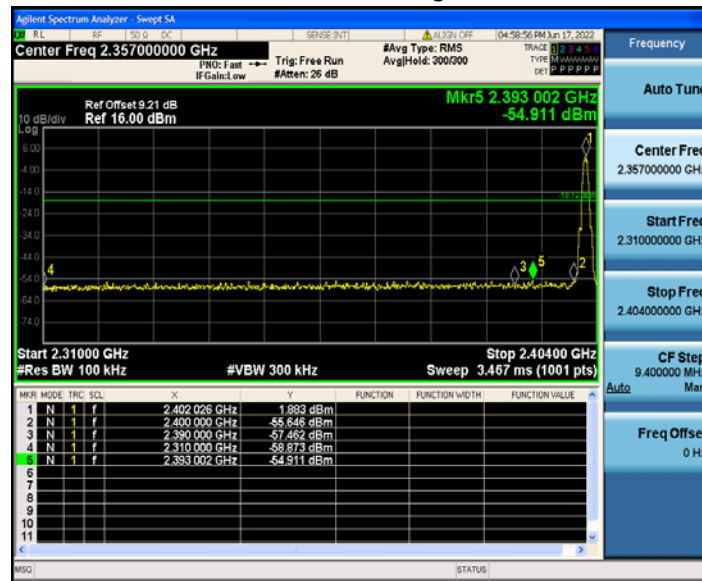 Agilent Spectrum Analyzer - Swept SA
RL RF 50 Ω DC SENSE:INT ALIGN OFF 04:58:56 PM Jun 17, 2022
Center Freq 2.357000000 GHz #Avg Type: RMS TRACE 1 2 3 4 5 6
PNO: Fast Trig: Free Run Avg|Hold: 300/300 TYPE M
IFGain:Low #Atten: 26 dB DET P P P P P P
Mkr5 2.393 002 GHz
-54.911 dBm
Ref Offset 9.21 dB
10 dB/div Ref 16.00 dBm
Log
6.00
-4.00
-14.0
-24.0
-34.0
-44.0
-54.0
-64.0
-74.0
1
4
3
5
2
Start 2.31000 GHz Stop 2.40400 GHz
#Res BW 100 kHz #VBW 300 kHz Sweep 3.467 ms (1001 pts)
MKR MODE TRC SCL X Y FUNCTION FUNCTION WIDTH FUNCTION VALUE
1 N 1 f 2.402 026 GHz 1.883 dBm
2 N 1 f 2.400 000 GHz -55.646 dBm
3 N 1 f 2.390 000 GHz -57.462 dBm
4 N 1 f 2.310 000 GHz -58.873 dBm
5 N 1 f 2.393 002 GHz -54.911 dBm
6
7
8
9
10
11
MSG STATUS
Frequency
Auto Tune
Center Freq
2.357000000 GHz
Start Freq
2.310000000 GHz
Stop Freq
2.404000000 GHz
CF Step
9.400000 MHz
Auto Man
Freq Offset
0 Hz